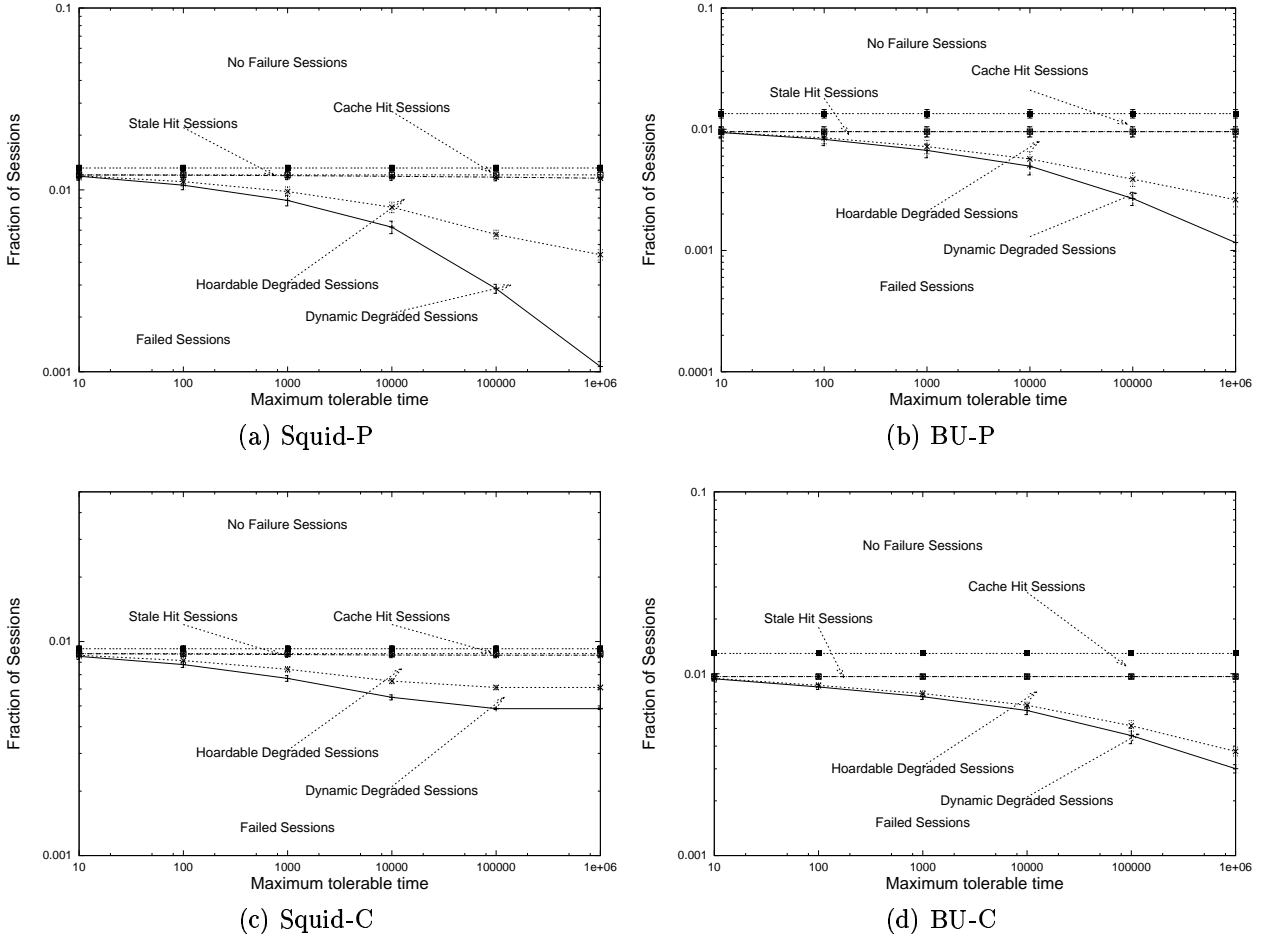 0.1
No Failure Sessions
Cache Hit Sessions
Stale Hit Sessions
Fraction of Sessions
0.01
Hoardable Degraded Sessions
Dynamic Degraded Sessions
Failed Sessions
0.001
10 100 1000 10000 100000 1e+06
Maximum tolerable time
(a) Squid-P
0.1
No Failure Sessions
Cache Hit Sessions
Stale Hit Sessions
0.01
Fraction of Sessions
Hoardable Degraded Sessions
0.001
Dynamic Degraded Sessions
Failed Sessions
0.0001
10 100 1000 10000 100000 1e+06
Maximum tolerable time
(b) BU-P
No Failure Sessions
Stale Hit Sessions Cache Hit Sessions
0.01
Fraction of Sessions
Hoardable Degraded Sessions
Dynamic Degraded Sessions
Failed Sessions
0.001
10 100 1000 10000 100000 1e+06
Maximum tolerable time
(c) Squid-C
0.1
No Failure Sessions
Cache Hit Sessions
Stale Hit Sessions
Fraction of Sessions
0.01
Hoardable Degraded Sessions
Dynamic Degraded Sessions
Failed Sessions
0.001
10 100 1000 10000 100000 1e+06
Maximum tolerable time
(d) BU-C